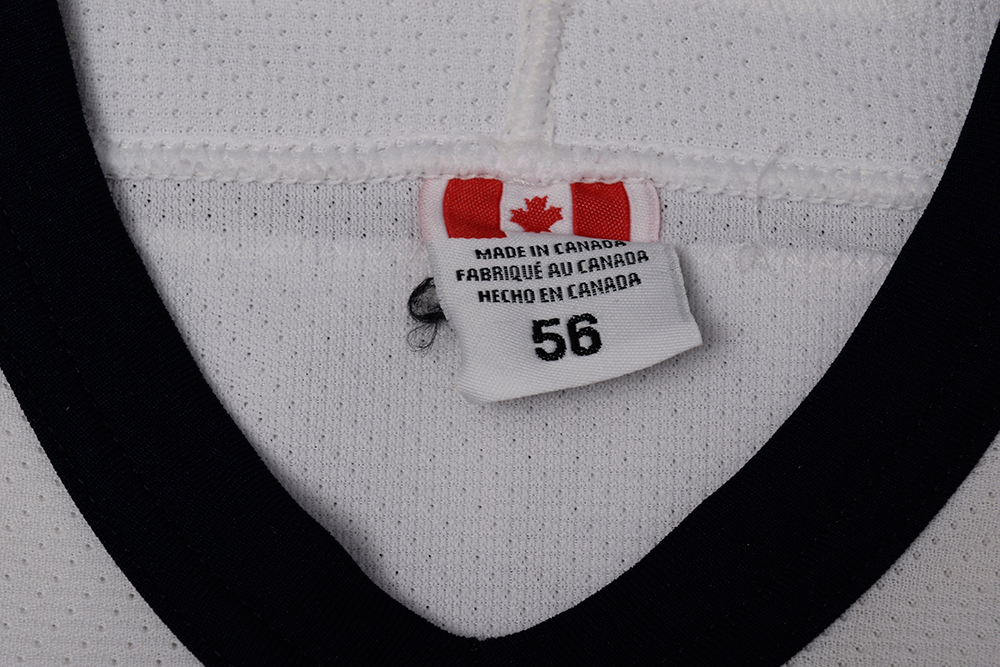 MADE IN CANADA
FABRIQUÉ AU CANADA
HECHO EN CANADA
56